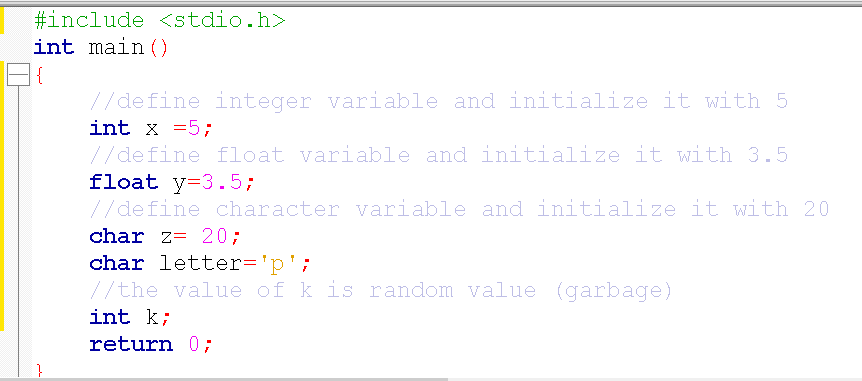 #include <stdio.h>
int main()
{
//define integer variable and initialize it with 5
int x =5;
//define float variable and initialize it with 3.5
float y=3.5;
//define character variable and initialize it with 20
char z= 20;
char letter='p';
//the value of k is random value (garbage)
int k;
return 0;
}